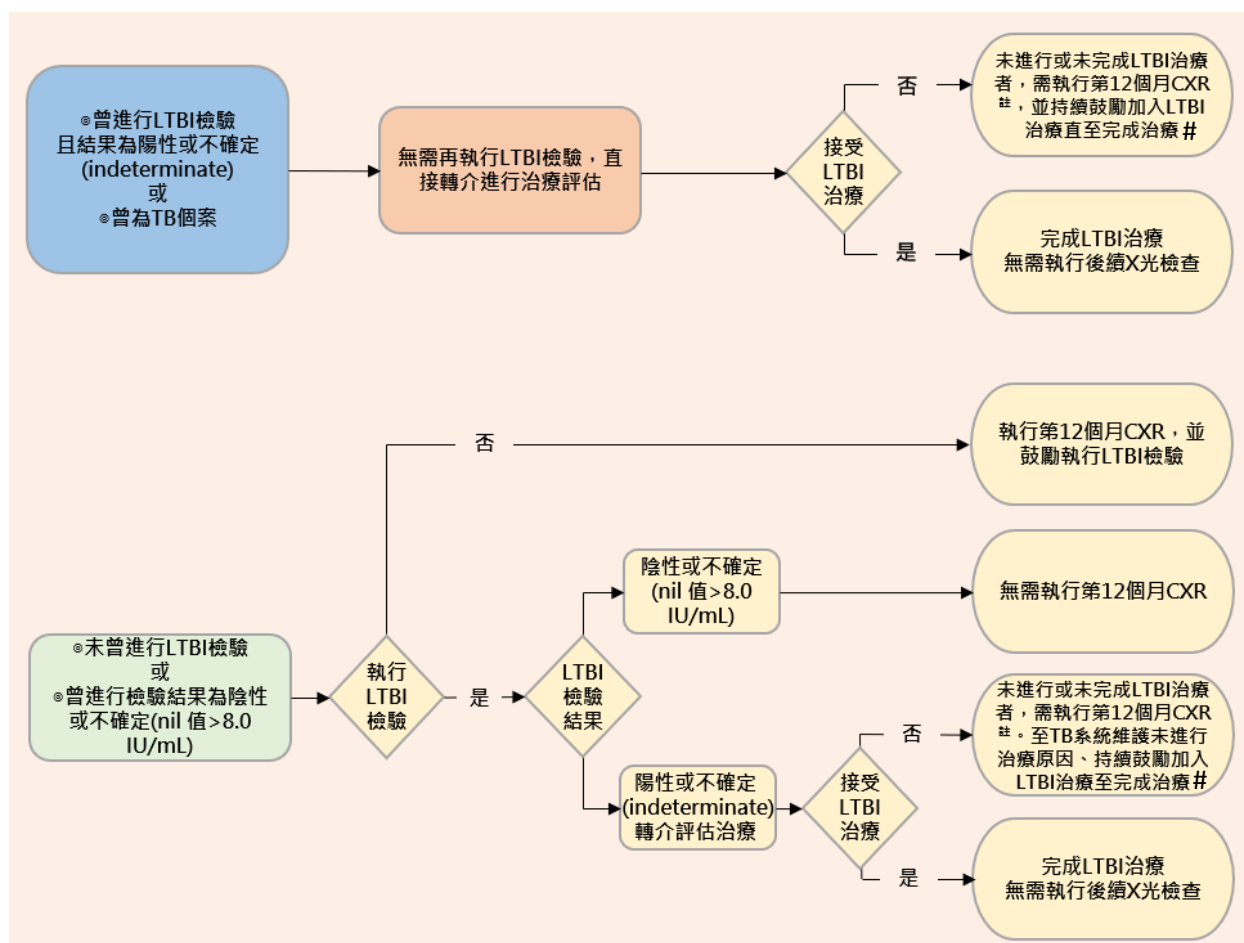 ◎曾進行LTBI檢驗
且結果為陽性或不確定
(indeterminate)
或
◎曾為TB個案
無需再執行LTBI檢驗，直
接轉介進行治療評估
接受
LTBI
治療
否
未進行或未完成LTBI治療
者，需執行第12個月CXR
註，並持續鼓勵加入LTBI
治療直至完成治療#
是
完成LTBI治療
無需執行後續X光檢查
◎未曾進行LTBI檢驗
或
◎曾進行檢驗結果為陰性
或不確定(nil 值>8.0
IU/mL)
執行
LTBI
檢驗
否
執行第12個月CXR，並
鼓勵執行LTBI檢驗
是
LTBI
檢驗
結果
陰性或不確定
(nil 值>8.0
IU/mL)
無需執行第12個月CXR
陽性或不確定
(indeterminate)
轉介評估治療
接受
LTBI
治療
否
未進行或未完成LTBI治療
者，需執行第12個月CXR
註。至TB系統維護未進行
治療原因、持續鼓勵加入
LTBI治療至完成治療#
是
完成LTBI治療
無需執行後續X光檢查